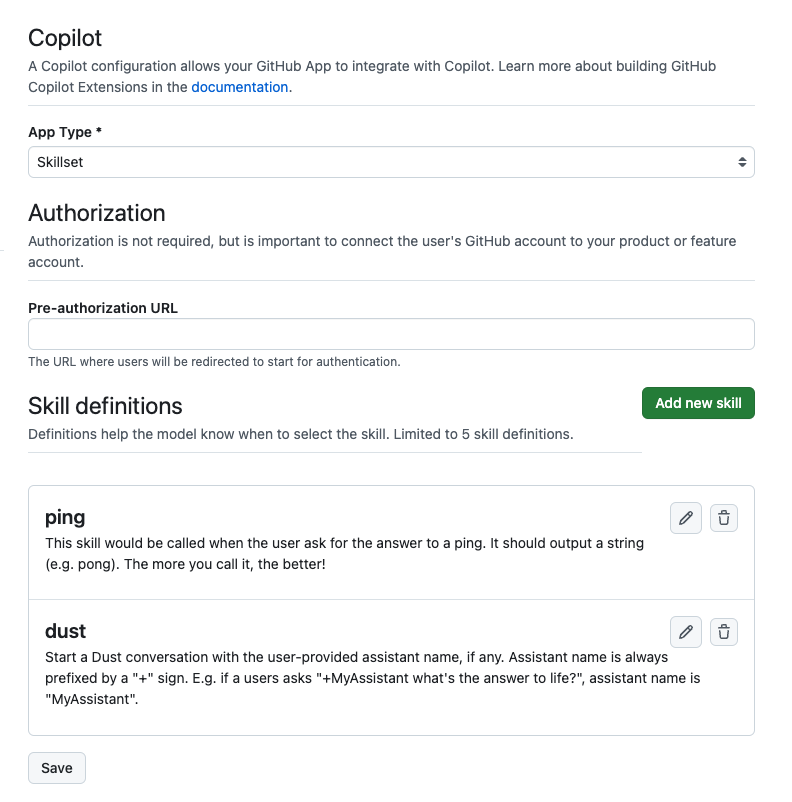 Copilot
A Copilot configuration allows your GitHub App to integrate with Copilot. Learn more about building GitHub
Copilot Extensions in the documentation.
App Type *
Skillset
Authorization
Authorization is not required, but is important to connect the user's GitHub account to your product or feature
account.
Pre-authorization URL
The URL where users will be redirected to start for authentication.
Skill definitions
Add new skill
Definitions help the model know when to select the skill. Limited to 5 skill definitions.
ping
This skill would be called when the user ask for the answer to a ping. It should output a string
(e.g. pong). The more you call it, the better!
dust
Start a Dust conversation with the user-provided assistant name, if any. Assistant name is always
prefixed by a "+" sign. E.g. if a users asks "+MyAssistant what's the answer to life?", assistant name is
"MyAssistant".
Save